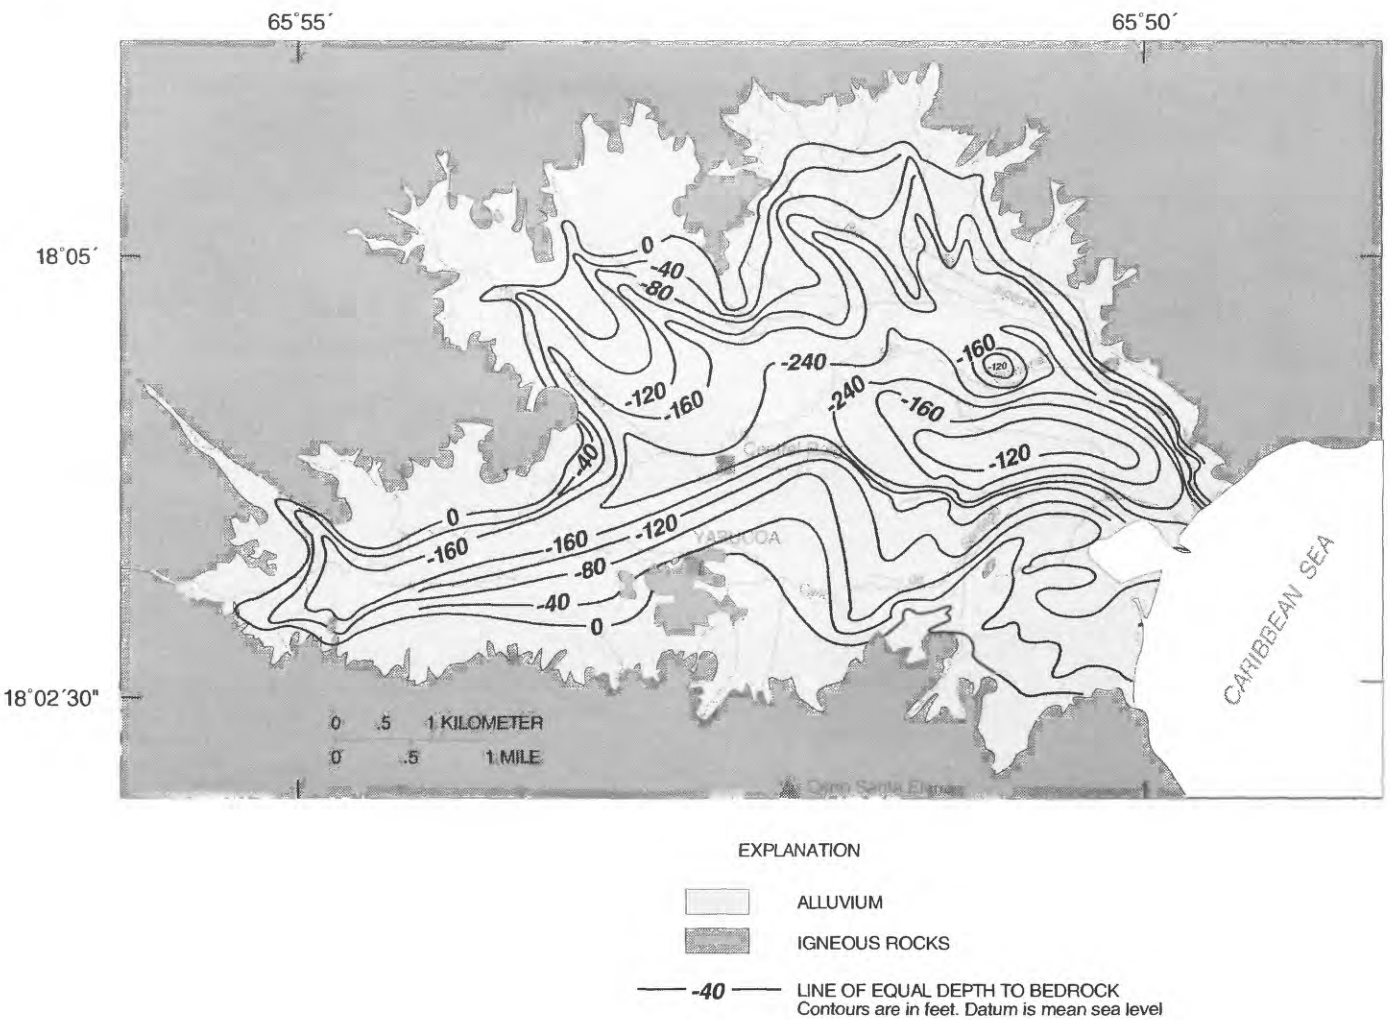 65°55´ 65°50´
0
18°05´
-40
-80
-240
-160
-120
-120
-160
-240
-160
-40
-120
0
-160
-160
-120
YABUCOA
-80
-40
0
CARIBBEAN SEA
18°02´30"
0 .5 1 KILOMETER
0 .5 1 MILE
Camp Santa Elena
EXPLANATION
ALLUVIUM
IGNEOUS ROCKS
-40 LINE OF EQUAL DEPTH TO BEDROCK
Contours are in feet. Datum is mean sea level